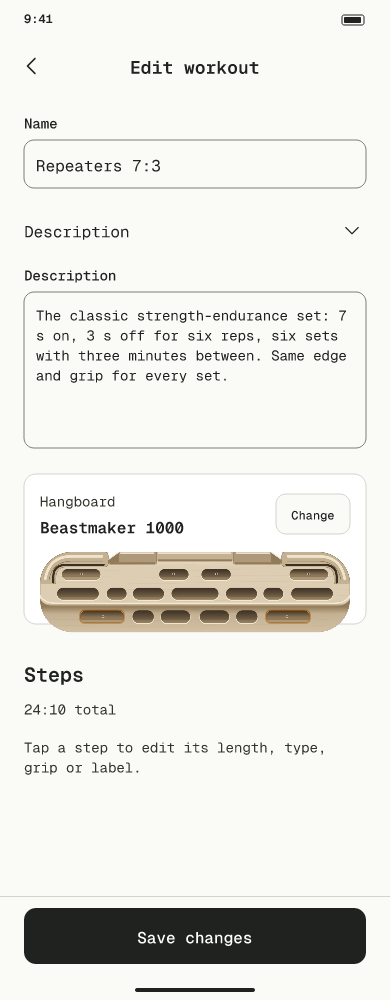 9:41
Edit workout
Name
Repeaters 7:3
Description
Description
The classic strength-endurance set: 7
s on, 3 s off for six reps, six sets
with three minutes between. Same edge
and grip for every set.
Hangboard
Beastmaker 1000
Change
Steps
24:10 total
Tap a step to edit its length, type,
grip or label.
Save changes